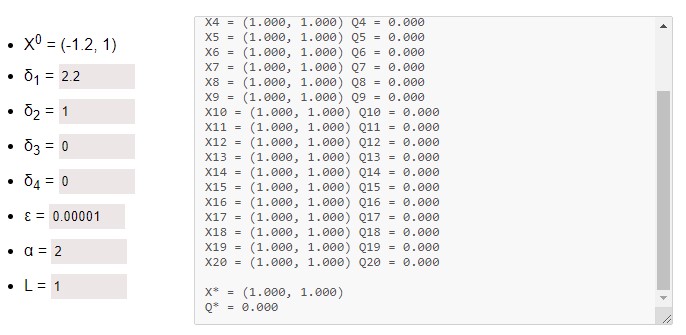 X⁰ = (-1.2, 1)
δ₁ = 2.2
δ₂ = 1
δ₃ = 0
δ₄ = 0
ε = 0.00001
α = 2
L = 1
X4 = (1.000, 1.000) Q4 = 0.000
X5 = (1.000, 1.000) Q5 = 0.000
X6 = (1.000, 1.000) Q6 = 0.000
X7 = (1.000, 1.000) Q7 = 0.000
X8 = (1.000, 1.000) Q8 = 0.000
X9 = (1.000, 1.000) Q9 = 0.000
X10 = (1.000, 1.000) Q10 = 0.000
X11 = (1.000, 1.000) Q11 = 0.000
X12 = (1.000, 1.000) Q12 = 0.000
X13 = (1.000, 1.000) Q13 = 0.000
X14 = (1.000, 1.000) Q14 = 0.000
X15 = (1.000, 1.000) Q15 = 0.000
X16 = (1.000, 1.000) Q16 = 0.000
X17 = (1.000, 1.000) Q17 = 0.000
X18 = (1.000, 1.000) Q18 = 0.000
X19 = (1.000, 1.000) Q19 = 0.000
X20 = (1.000, 1.000) Q20 = 0.000
X* = (1.000, 1.000)
Q* = 0.000